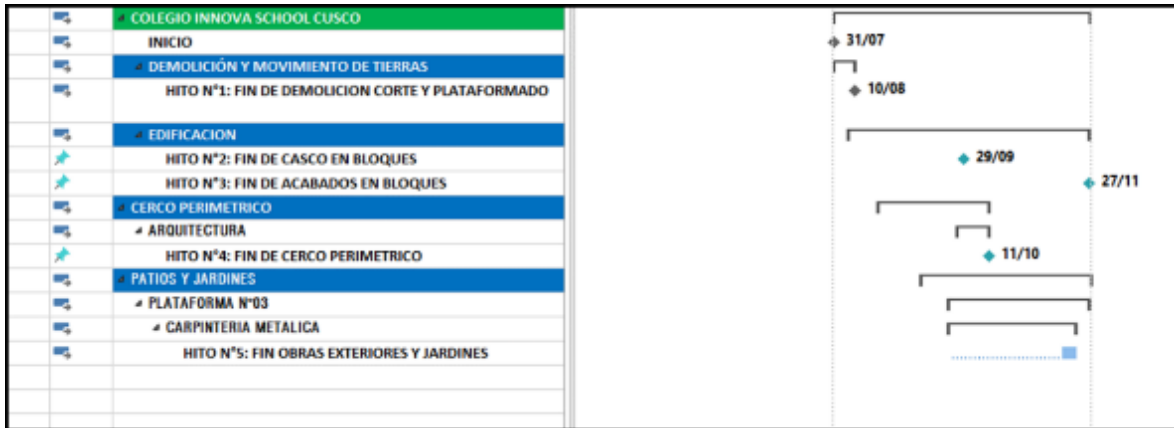 COLEGIO INNOVA SCHOOL CUSCO
INICIO 31/07
DEMOLICIÓN Y MOVIMIENTO DE TIERRAS
HITO N°1: FIN DE DEMOLICION CORTE Y PLATAFORMADO 10/08
EDIFICACION
HITO N°2: FIN DE CASCO EN BLOQUES 29/09
HITO N°3: FIN DE ACABADOS EN BLOQUES 27/11
CERCO PERIMETRICO
ARQUITECTURA
HITO N°4: FIN DE CERCO PERIMETRICO 11/10
PATIOS Y JARDINES
PLATAFORMA N°03
CARPINTERIA METALICA
HITO N°5: FIN OBRAS EXTERIORES Y JARDINES